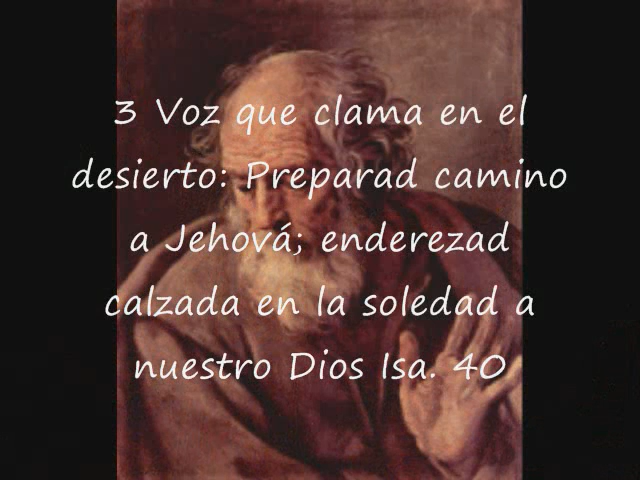 3 Voz que clama en el
desierto: Preparad camino
a Jehová; enderezad
calzada en la soledad a
nuestro Dios Isa. 40